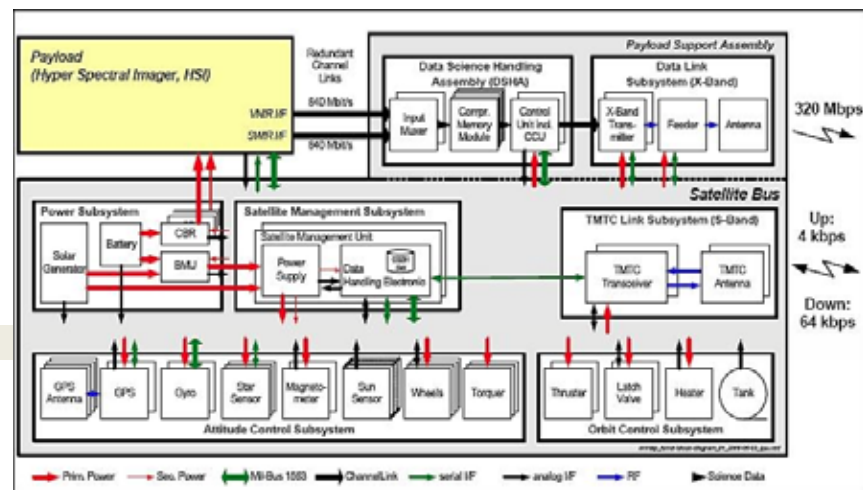 Payload
(Hyper Spectral Imager, HSI)
VNIR I/F
SWIR I/F
Redundant
Channel
Links
640 Mbit/s
640 Mbit/s
Payload Support Assembly
Data Science Handling
Assembly (DSHA)
Input
Muxer
Compr.
Memory
Module
Control
Unit incl.
CCU
Data Link
Subsystem (X-Band)
X-Band
Trans-
mitter
Feeder
Antenna
320 Mbps
Satellite Bus
Power Subsystem
Solar
Generator
Battery
CBR
BMU
Satellite Management Subsystem
Satellite Management Unit
Power
Supply
Data
Handling Electronic
TMTC Link Subsystem (S-Band)
TMTC
Transceiver
TMTC
Antenna
Up:
4 kbps
Down:
64 kbps
GPS
Antenna
GPS
Gyro
Star
Sensor
Magneto-
meter
Sun
Sensor
Wheels
Torquer
Attitude Control Subsystem
Thruster
Latch
Valve
Heater
Tank
Orbit Control Subsystem
Prim. Power
Sec. Power
Mil-Bus 1553
ChannelLink
serial I/F
analog I/F
RF
Science Data